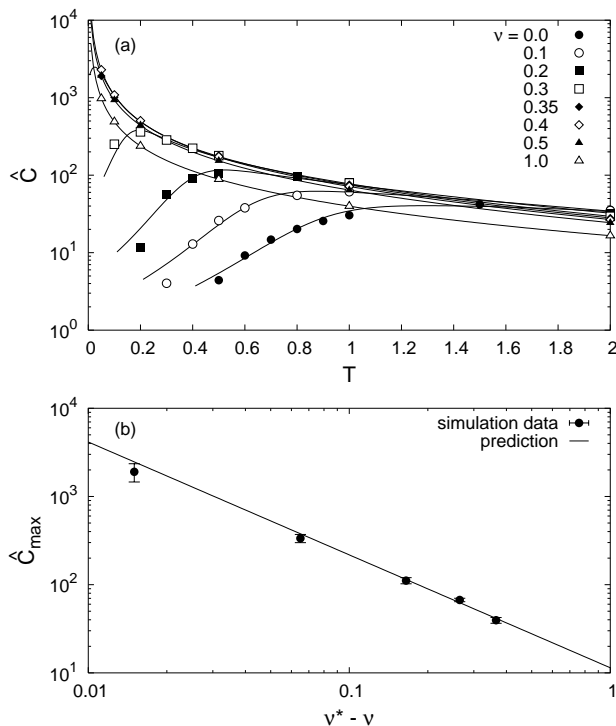 (a)
ν = 0.0
0.1
0.2
0.3
0.35
0.4
0.5
1.0
10^4
10^3
10^2
10^1
10^0
Ĉ
0 0.2 0.4 0.6 0.8 1 1.2 1.4 1.6 1.8 2
T
(b)
simulation data
prediction
10^4
10^3
10^2
10^1
Ĉmax
0.01 0.1 1
ν* - ν